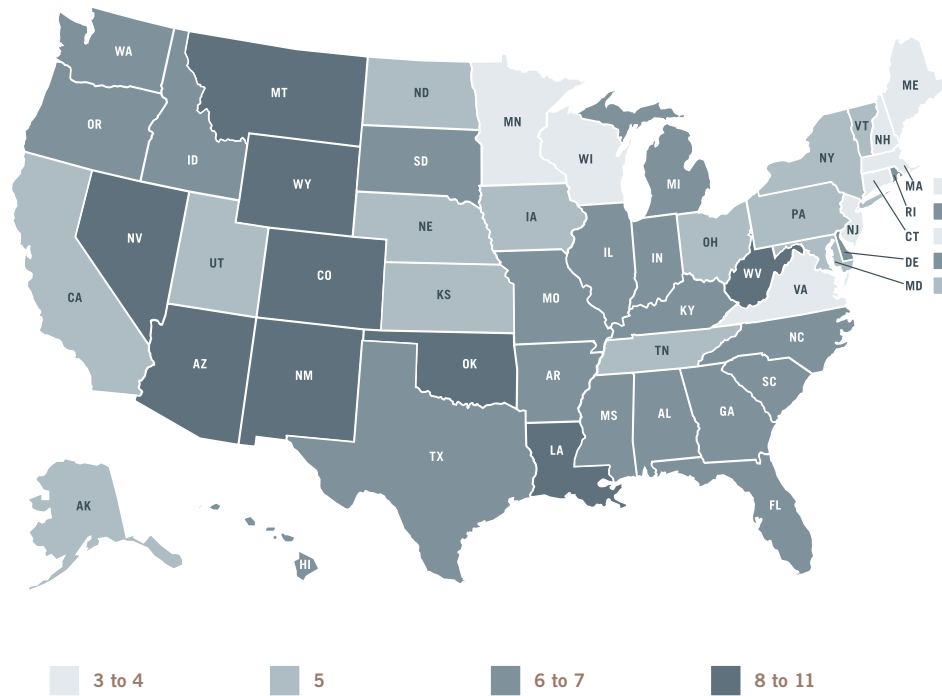 WA
MT
ND
MN
ME
OR
ID
SD
WI
MI
VT
NH
NY
WY
MA
NV
NE
IA
PA
RI
UT
CO
KS
IL
IN
OH
NJ
CT
CA
MO
WV
VA
DE
MD
KY
NC
AZ
NM
OK
AR
TN
SC
TX
LA
MS
AL
GA
AK
HI
FL
3 to 4
5
6 to 7
8 to 11